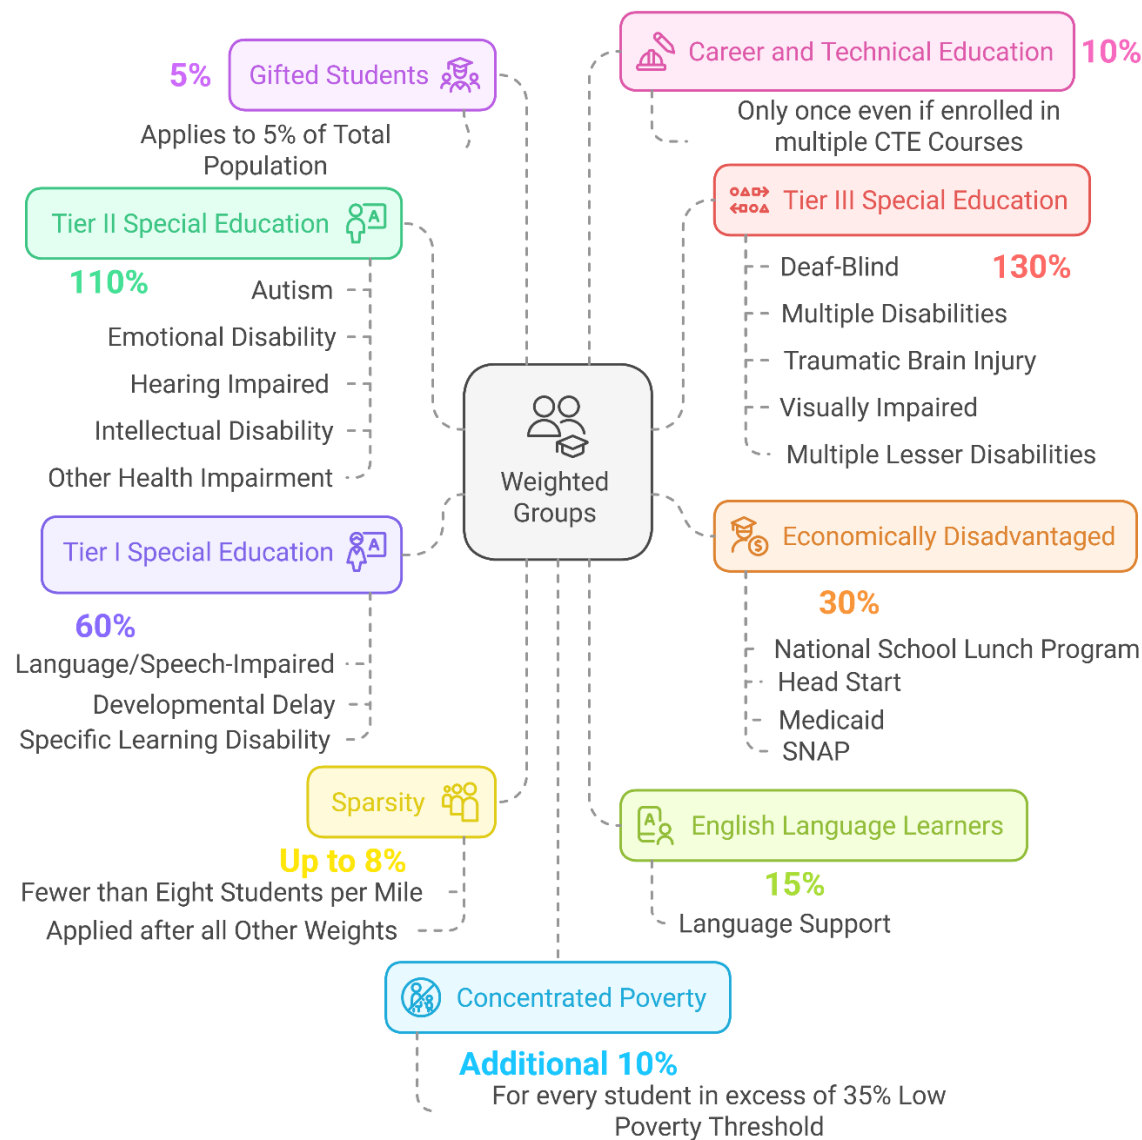 5%
Gifted Students
Applies to 5% of Total
Population
Career and Technical Education
10%
Only once even if enrolled in
multiple CTE Courses
Tier II Special Education
110%
Autism
Emotional Disability
Hearing Impaired
Intellectual Disability
Other Health Impairment
Tier III Special Education
130%
Deaf-Blind
Multiple Disabilities
Traumatic Brain Injury
Visually Impaired
Multiple Lesser Disabilities
Weighted
Groups
Tier I Special Education
60%
Language/Speech-Impaired
Developmental Delay
Specific Learning Disability
Economically Disadvantaged
30%
National School Lunch Program
Head Start
Medicaid
SNAP
Sparsity
Up to 8%
Fewer than Eight Students per Mile
Applied after all Other Weights
English Language Learners
15%
Language Support
Concentrated Poverty
Additional 10%
For every student in excess of 35% Low
Poverty Threshold